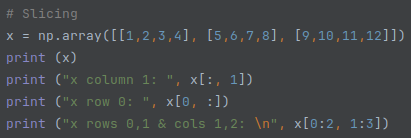 # Slicing
x = np.array([[1,2,3,4], [5,6,7,8], [9,10,11,12]])
print (x)
print ("x column 1: ", x[:, 1])
print ("x row 0: ", x[0, :])
print ("x rows 0,1 & cols 1,2: \n", x[0:2, 1:3])